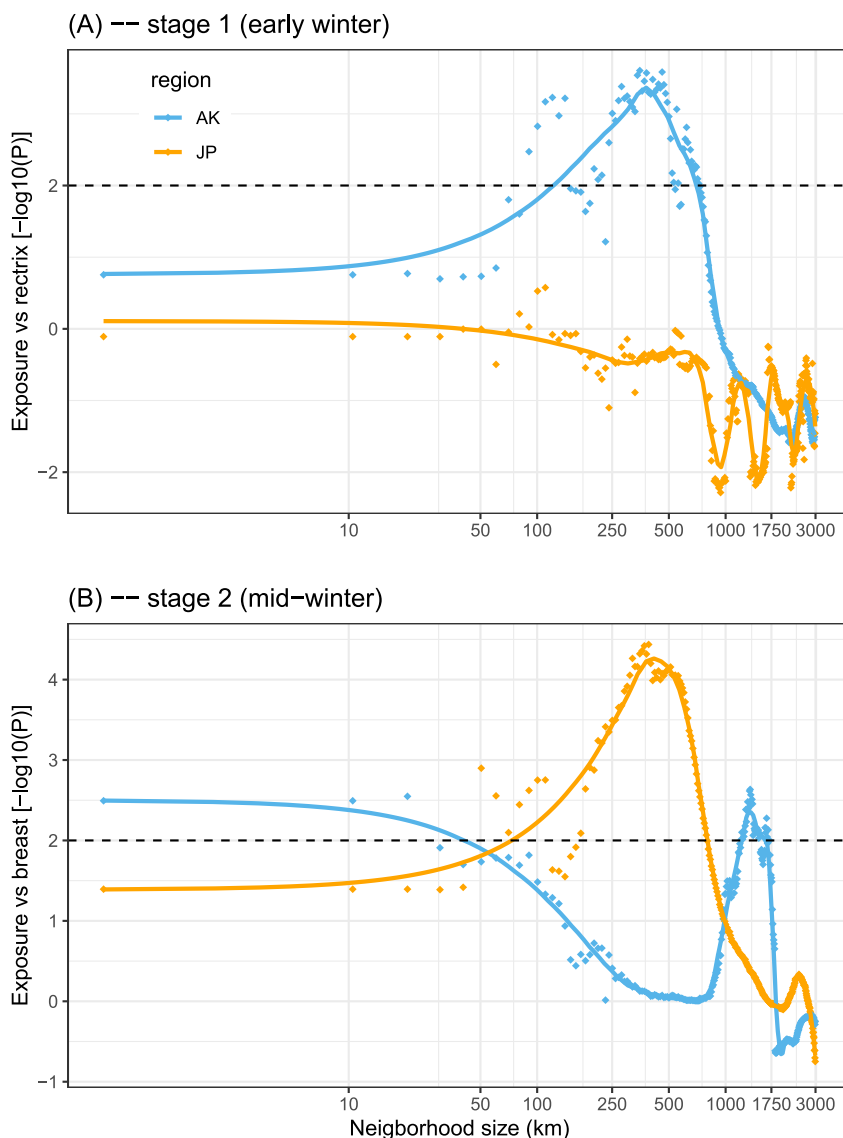 (A) −− stage 1 (early winter)
Exposure vs rectrix [−log10(P)]
region
AK
JP
2
0
−2
10 50 100 250 500 1000 1750 3000
(B) −− stage 2 (mid−winter)
Exposure vs breast [−log10(P)]
4
3
2
1
0
−1
10 50 100 250 500 1000 1750 3000
Neigborhood size (km)